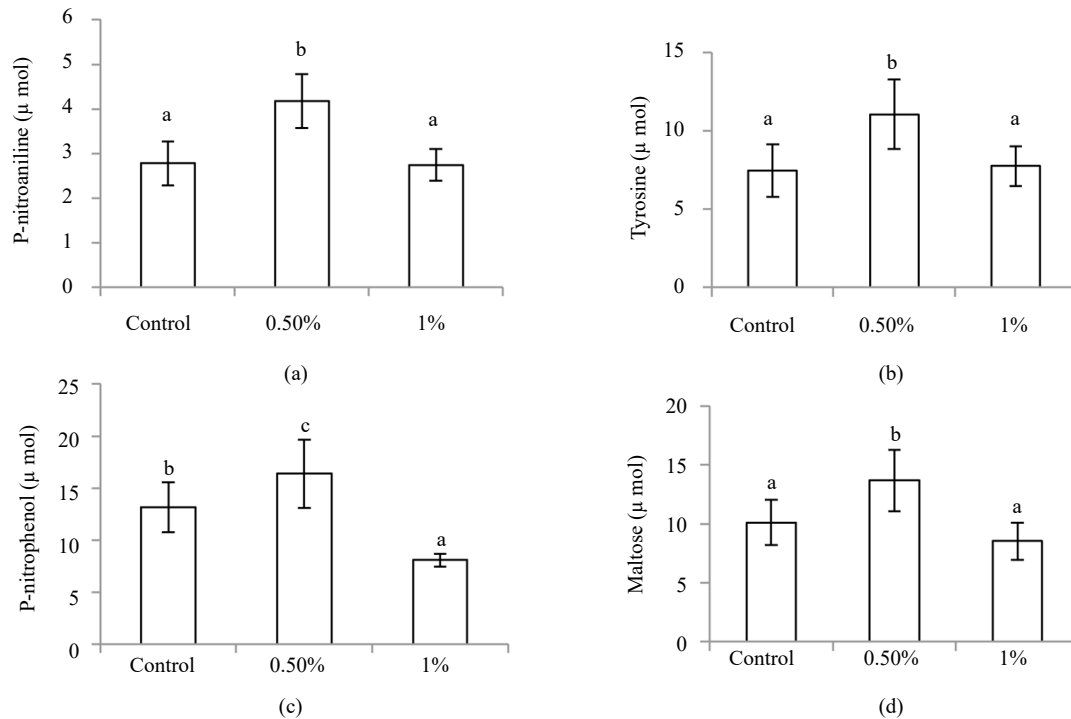 P-nitroaniline (µ mol)
6
5
4
3
2
1
0
a
b
a
Control 0.50% 1%
(a)
Tyrosine (µ mol)
15
10
5
0
a
b
a
Control 0.50% 1%
(b)
P-nitrophenol (µ mol)
25
20
15
10
5
0
b
c
a
Control 0.50% 1%
(c)
Maltose (µ mol)
20
15
10
5
0
a
b
a
Control 0.50% 1%
(d)